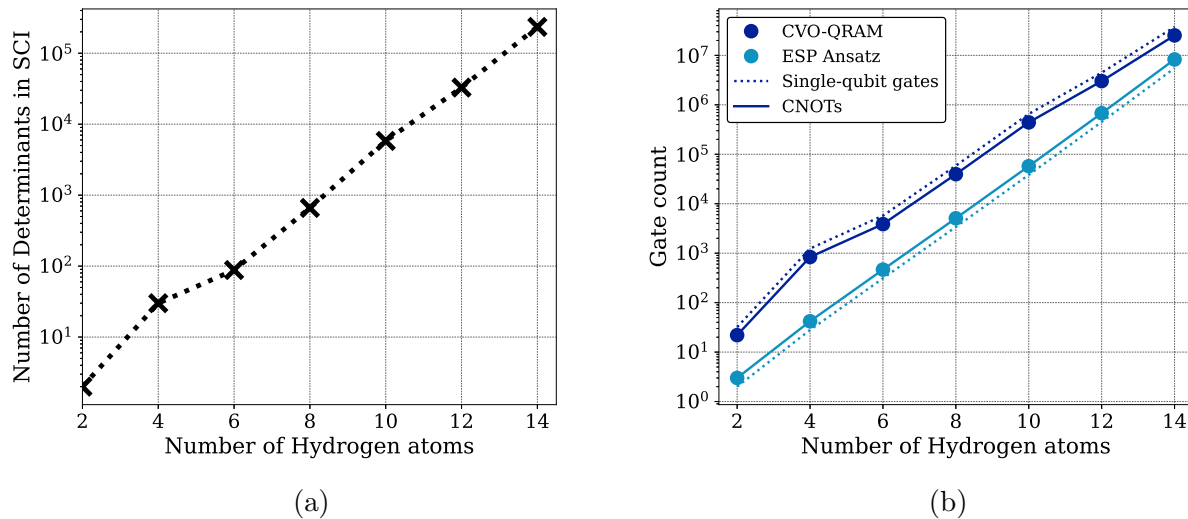 Number of Determinants in SCI
10^5
10^4
10^3
10^2
10^1
2 4 6 8 10 12 14
Number of Hydrogen atoms
(a)
Gate count
10^7
10^6
10^5
10^4
10^3
10^2
10^1
10^0
CVO-QRAM
ESP Ansatz
Single-qubit gates
CNOTs
2 4 6 8 10 12 14
Number of Hydrogen atoms
(b)